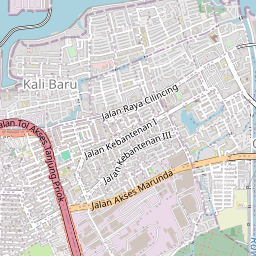 Kali Baru
Jalan Raya Cilincing
Jalan Tol Akses Tanjung Priok
Jalan Kebantenan I
Jalan Kebantenan III
Jalan Akses Marunda